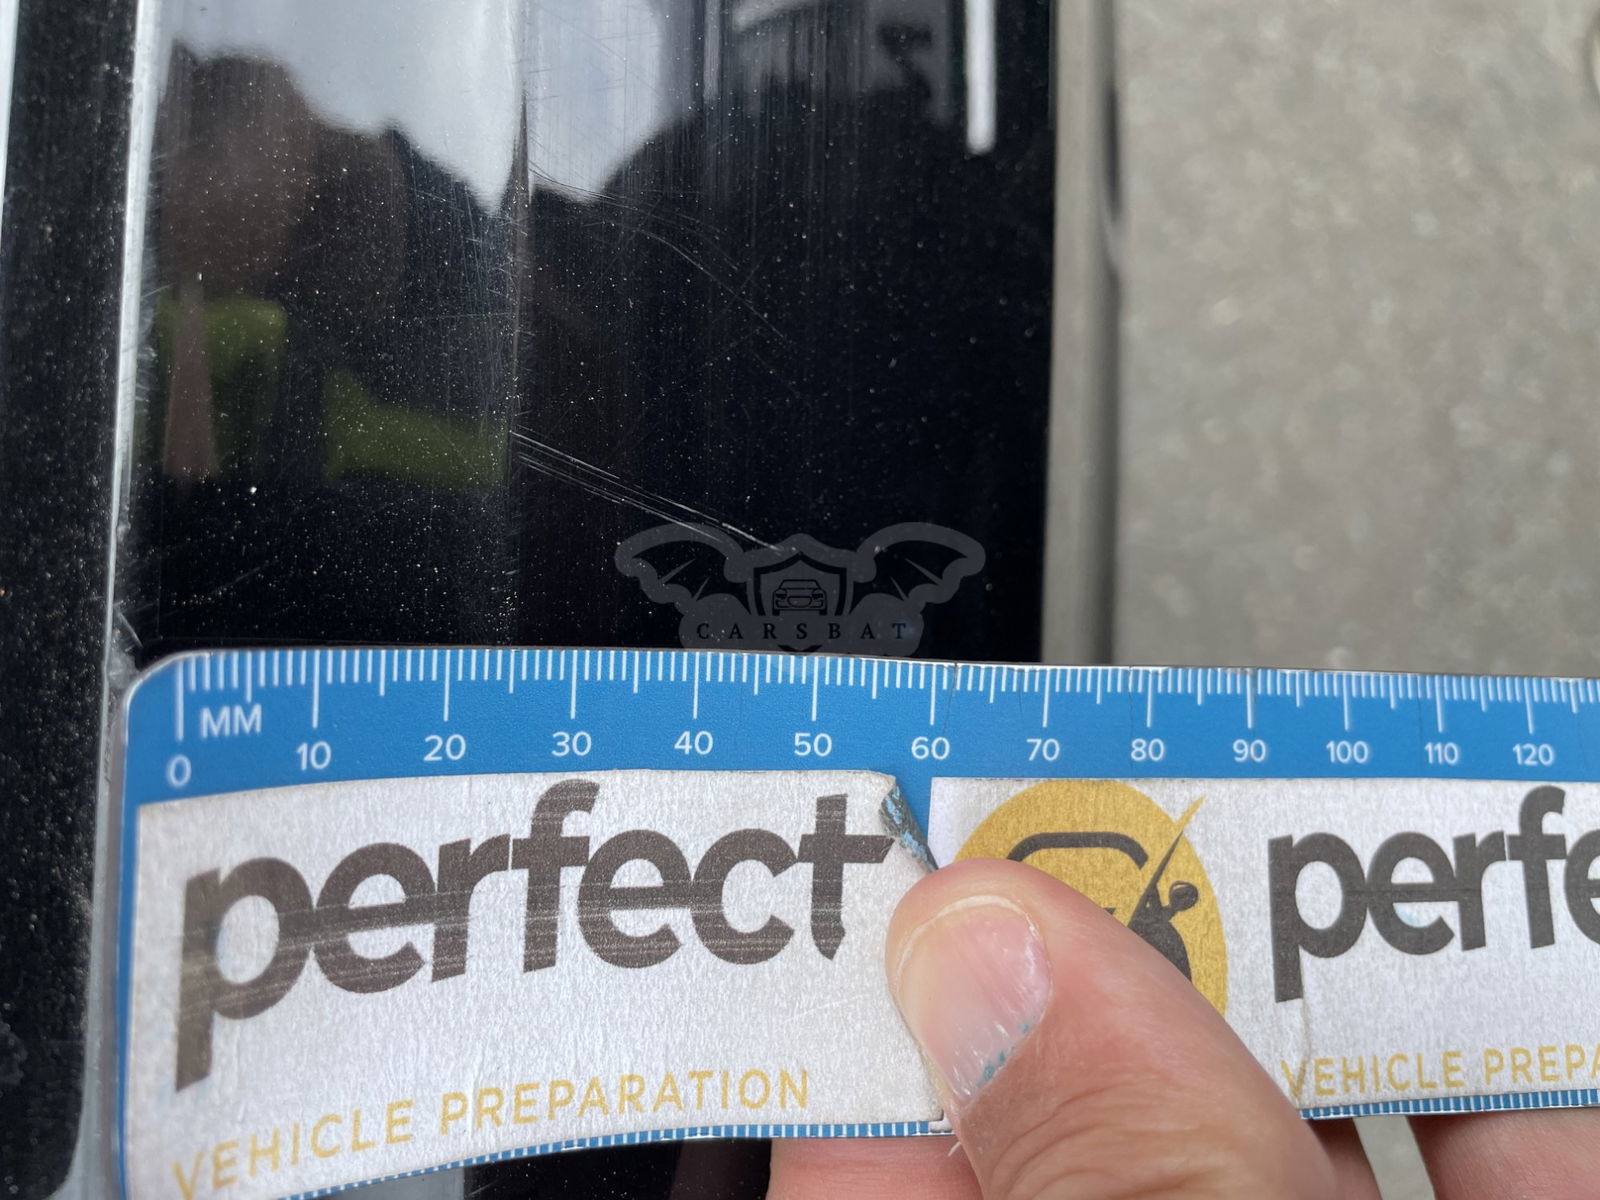 CARSBAT
MM
0 10 20 30 40 50 60 70 80 90 100 110 120
perfect
VEHICLE PREPARATION
perfe
VEHICLE PREPA